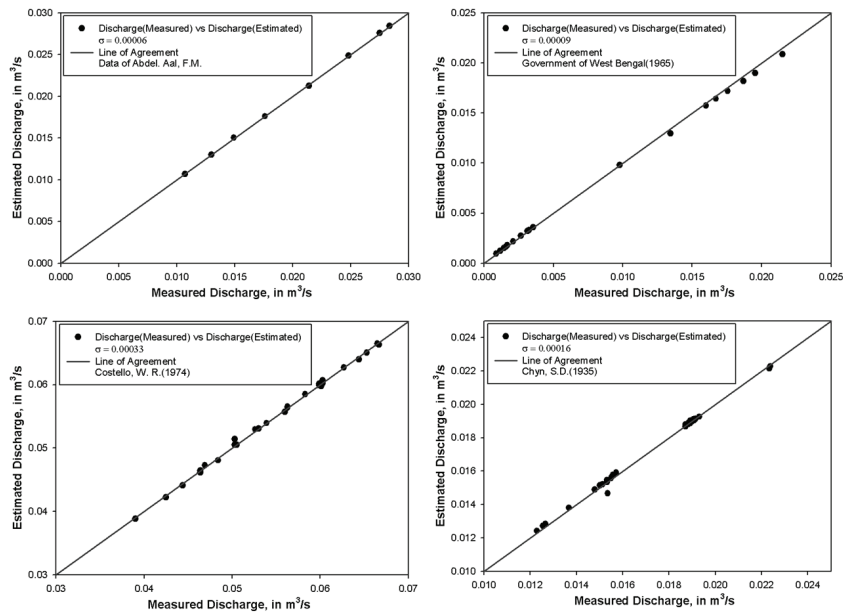 Discharge(Measured) vs Discharge(Estimated)
σ = 0.00006
Line of Agreement
Data of Abdel. Aal, F.M.
Estimated Discharge, in m³/s
0.030
0.025
0.020
0.015
0.010
0.005
0.000
0.000 0.005 0.010 0.015 0.020 0.025 0.030
Measured Discharge, in m³/s
Discharge(Measured) vs Discharge(Estimated)
σ = 0.00009
Line of Agreement
Government of West Bengal(1965)
Estimated Discharge, in m³/s
0.025
0.020
0.015
0.010
0.005
0.000
0.000 0.005 0.010 0.015 0.020 0.025
Measured Discharge, in m³/s
Discharge(Measured) vs Discharge(Estimated)
σ = 0.00033
Line of Agreement
Costello, W. R.(1974)
Estimated Discharge, in m³/s
0.07
0.06
0.05
0.04
0.03
0.03 0.04 0.05 0.06 0.07
Measured Discharge, in m³/s
Discharge(Measured) vs Discharge(Estimated)
σ = 0.00016
Line of Agreement
Chyn, S.D.(1935)
Estimated Discharge, in m³/s
0.024
0.022
0.020
0.018
0.016
0.014
0.012
0.010
0.010 0.012 0.014 0.016 0.018 0.020 0.022 0.024
Measured Discharge, in m³/s